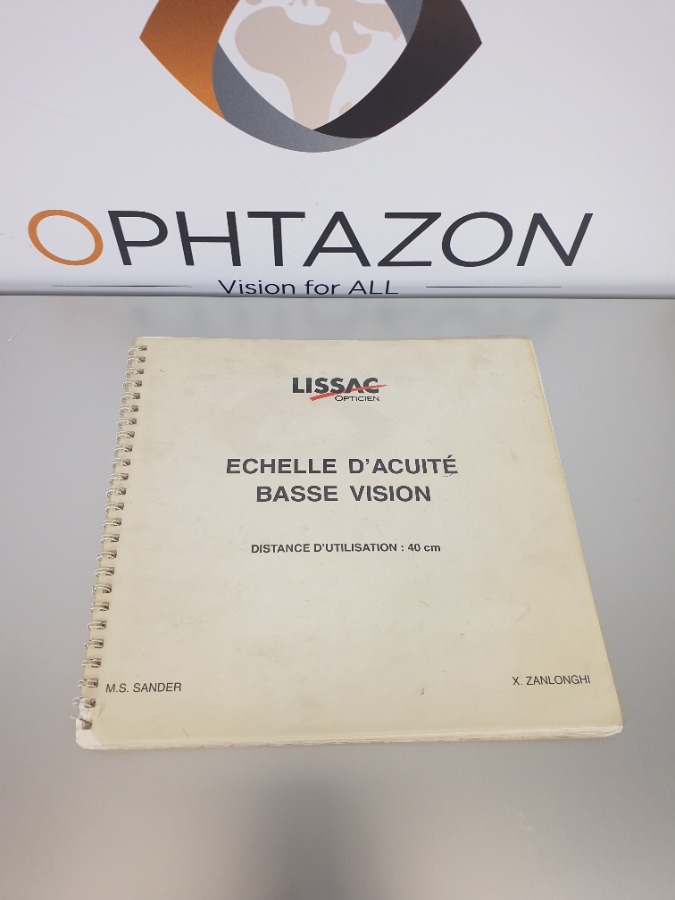 OPHTAZON
Vision for ALL
LISSAC
OPTICIEN
ECHELLE D'ACUITÉ
BASSE VISION
DISTANCE D'UTILISATION : 40 cm
M.S. SANDER
X. ZANLONGHI